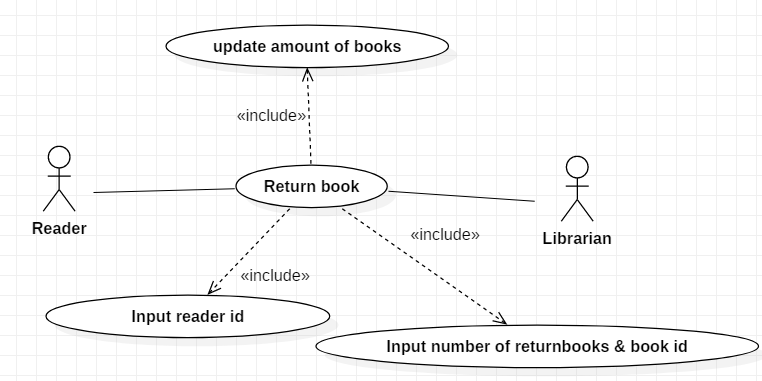 update amount of books
«include»
Return book
Reader
Librarian
«include»
«include»
Input reader id
Input number of returnbooks & book id